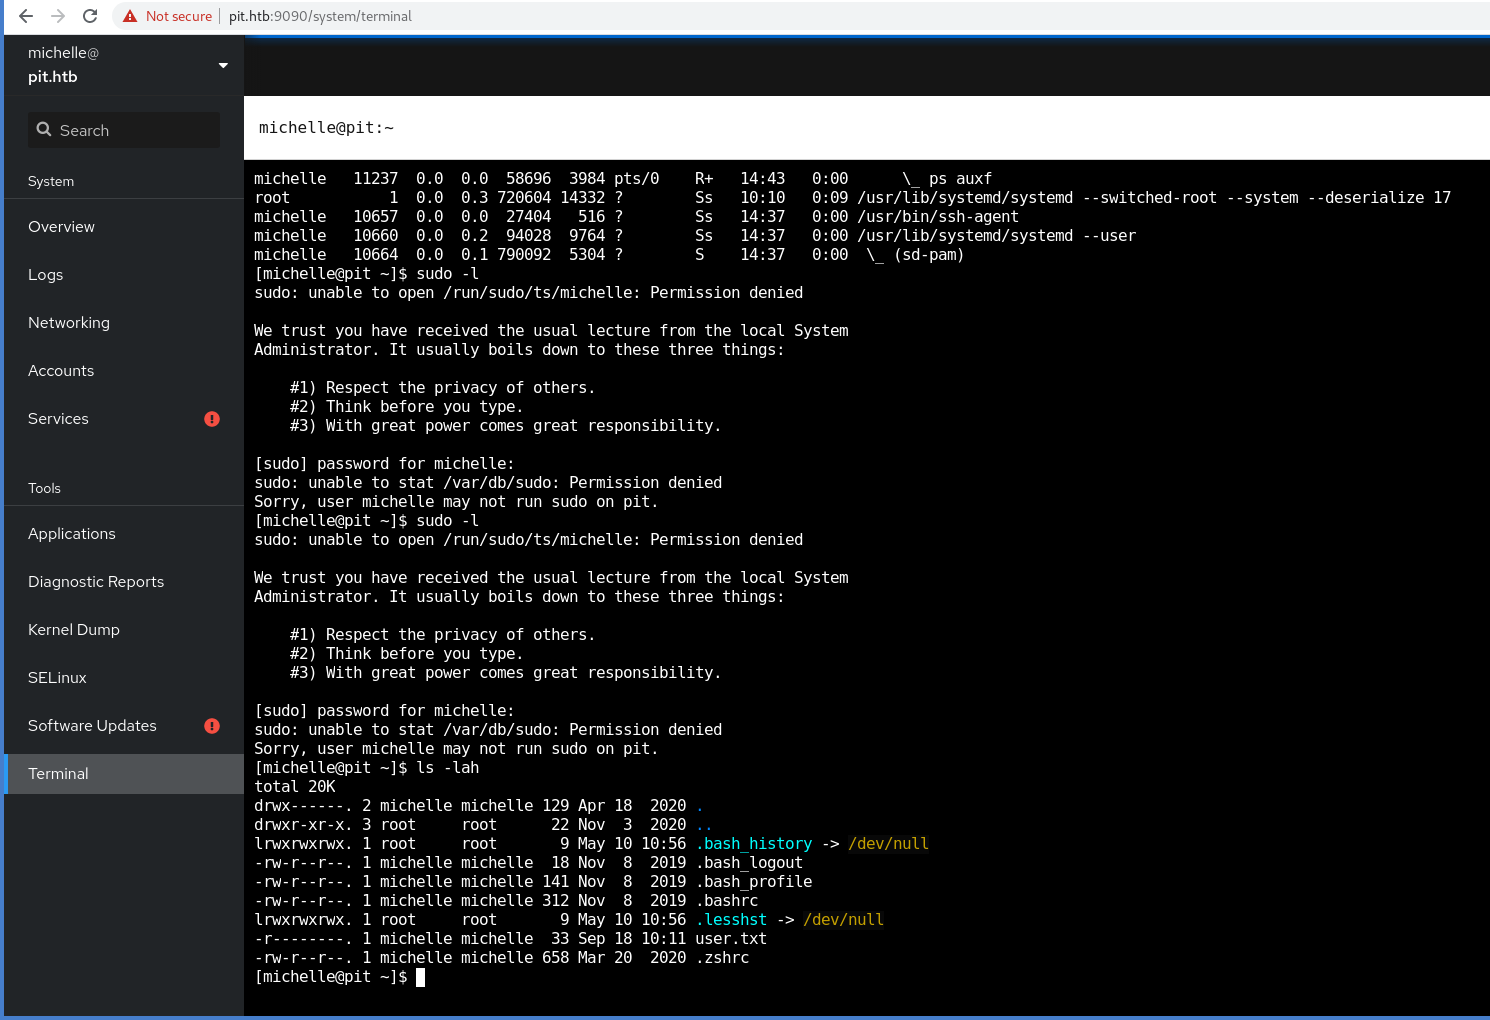 Not secure | pit.htb:9090/system/terminal
michelle@
pit.htb
Search
System
Overview
Logs
Networking
Accounts
Services
Tools
Applications
Diagnostic Reports
Kernel Dump
SELinux
Software Updates
Terminal
michelle@pit:~
michelle   11237  0.0  0.0  58696  3984 pts/0    R+   14:43   0:00      \_ ps auxf
root           1  0.0  0.3 720604 14332 ?        Ss   10:10   0:09 /usr/lib/systemd/systemd --switched-root --system --deserialize 17
michelle   10657  0.0  0.0  27404   516 ?        Ss   14:37   0:00 /usr/bin/ssh-agent
michelle   10660  0.0  0.2  94028  9764 ?        Ss   14:37   0:00 /usr/lib/systemd/systemd --user
michelle   10664  0.0  0.1 790092  5304 ?        S    14:37   0:00  \_ (sd-pam)
[michelle@pit ~]$ sudo -l
sudo: unable to open /run/sudo/ts/michelle: Permission denied
We trust you have received the usual lecture from the local System
Administrator. It usually boils down to these three things:
#1) Respect the privacy of others.
#2) Think before you type.
#3) With great power comes great responsibility.
[sudo] password for michelle:
sudo: unable to stat /var/db/sudo: Permission denied
Sorry, user michelle may not run sudo on pit.
[michelle@pit ~]$ sudo -l
sudo: unable to open /run/sudo/ts/michelle: Permission denied
We trust you have received the usual lecture from the local System
Administrator. It usually boils down to these three things:
#1) Respect the privacy of others.
#2) Think before you type.
#3) With great power comes great responsibility.
[sudo] password for michelle:
sudo: unable to stat /var/db/sudo: Permission denied
Sorry, user michelle may not run sudo on pit.
[michelle@pit ~]$ ls -lah
total 20K
drwx------. 2 michelle michelle 129 Apr 18  2020 .
drwxr-xr-x. 3 root     root      22 Nov  3  2020 ..
lrwxrwxrwx. 1 root     root       9 May 10 10:56 .bash_history -> /dev/null
-rw-r--r--. 1 michelle michelle  18 Nov  8  2019 .bash_logout
-rw-r--r--. 1 michelle michelle 141 Nov  8  2019 .bash_profile
-rw-r--r--. 1 michelle michelle 312 Nov  8  2019 .bashrc
lrwxrwxrwx. 1 root     root       9 May 10 10:56 .lesshst -> /dev/null
-r--------. 1 michelle michelle  33 Sep 18 10:11 user.txt
-rw-r--r--. 1 michelle michelle 658 Mar 20  2020 .zshrc
[michelle@pit ~]$